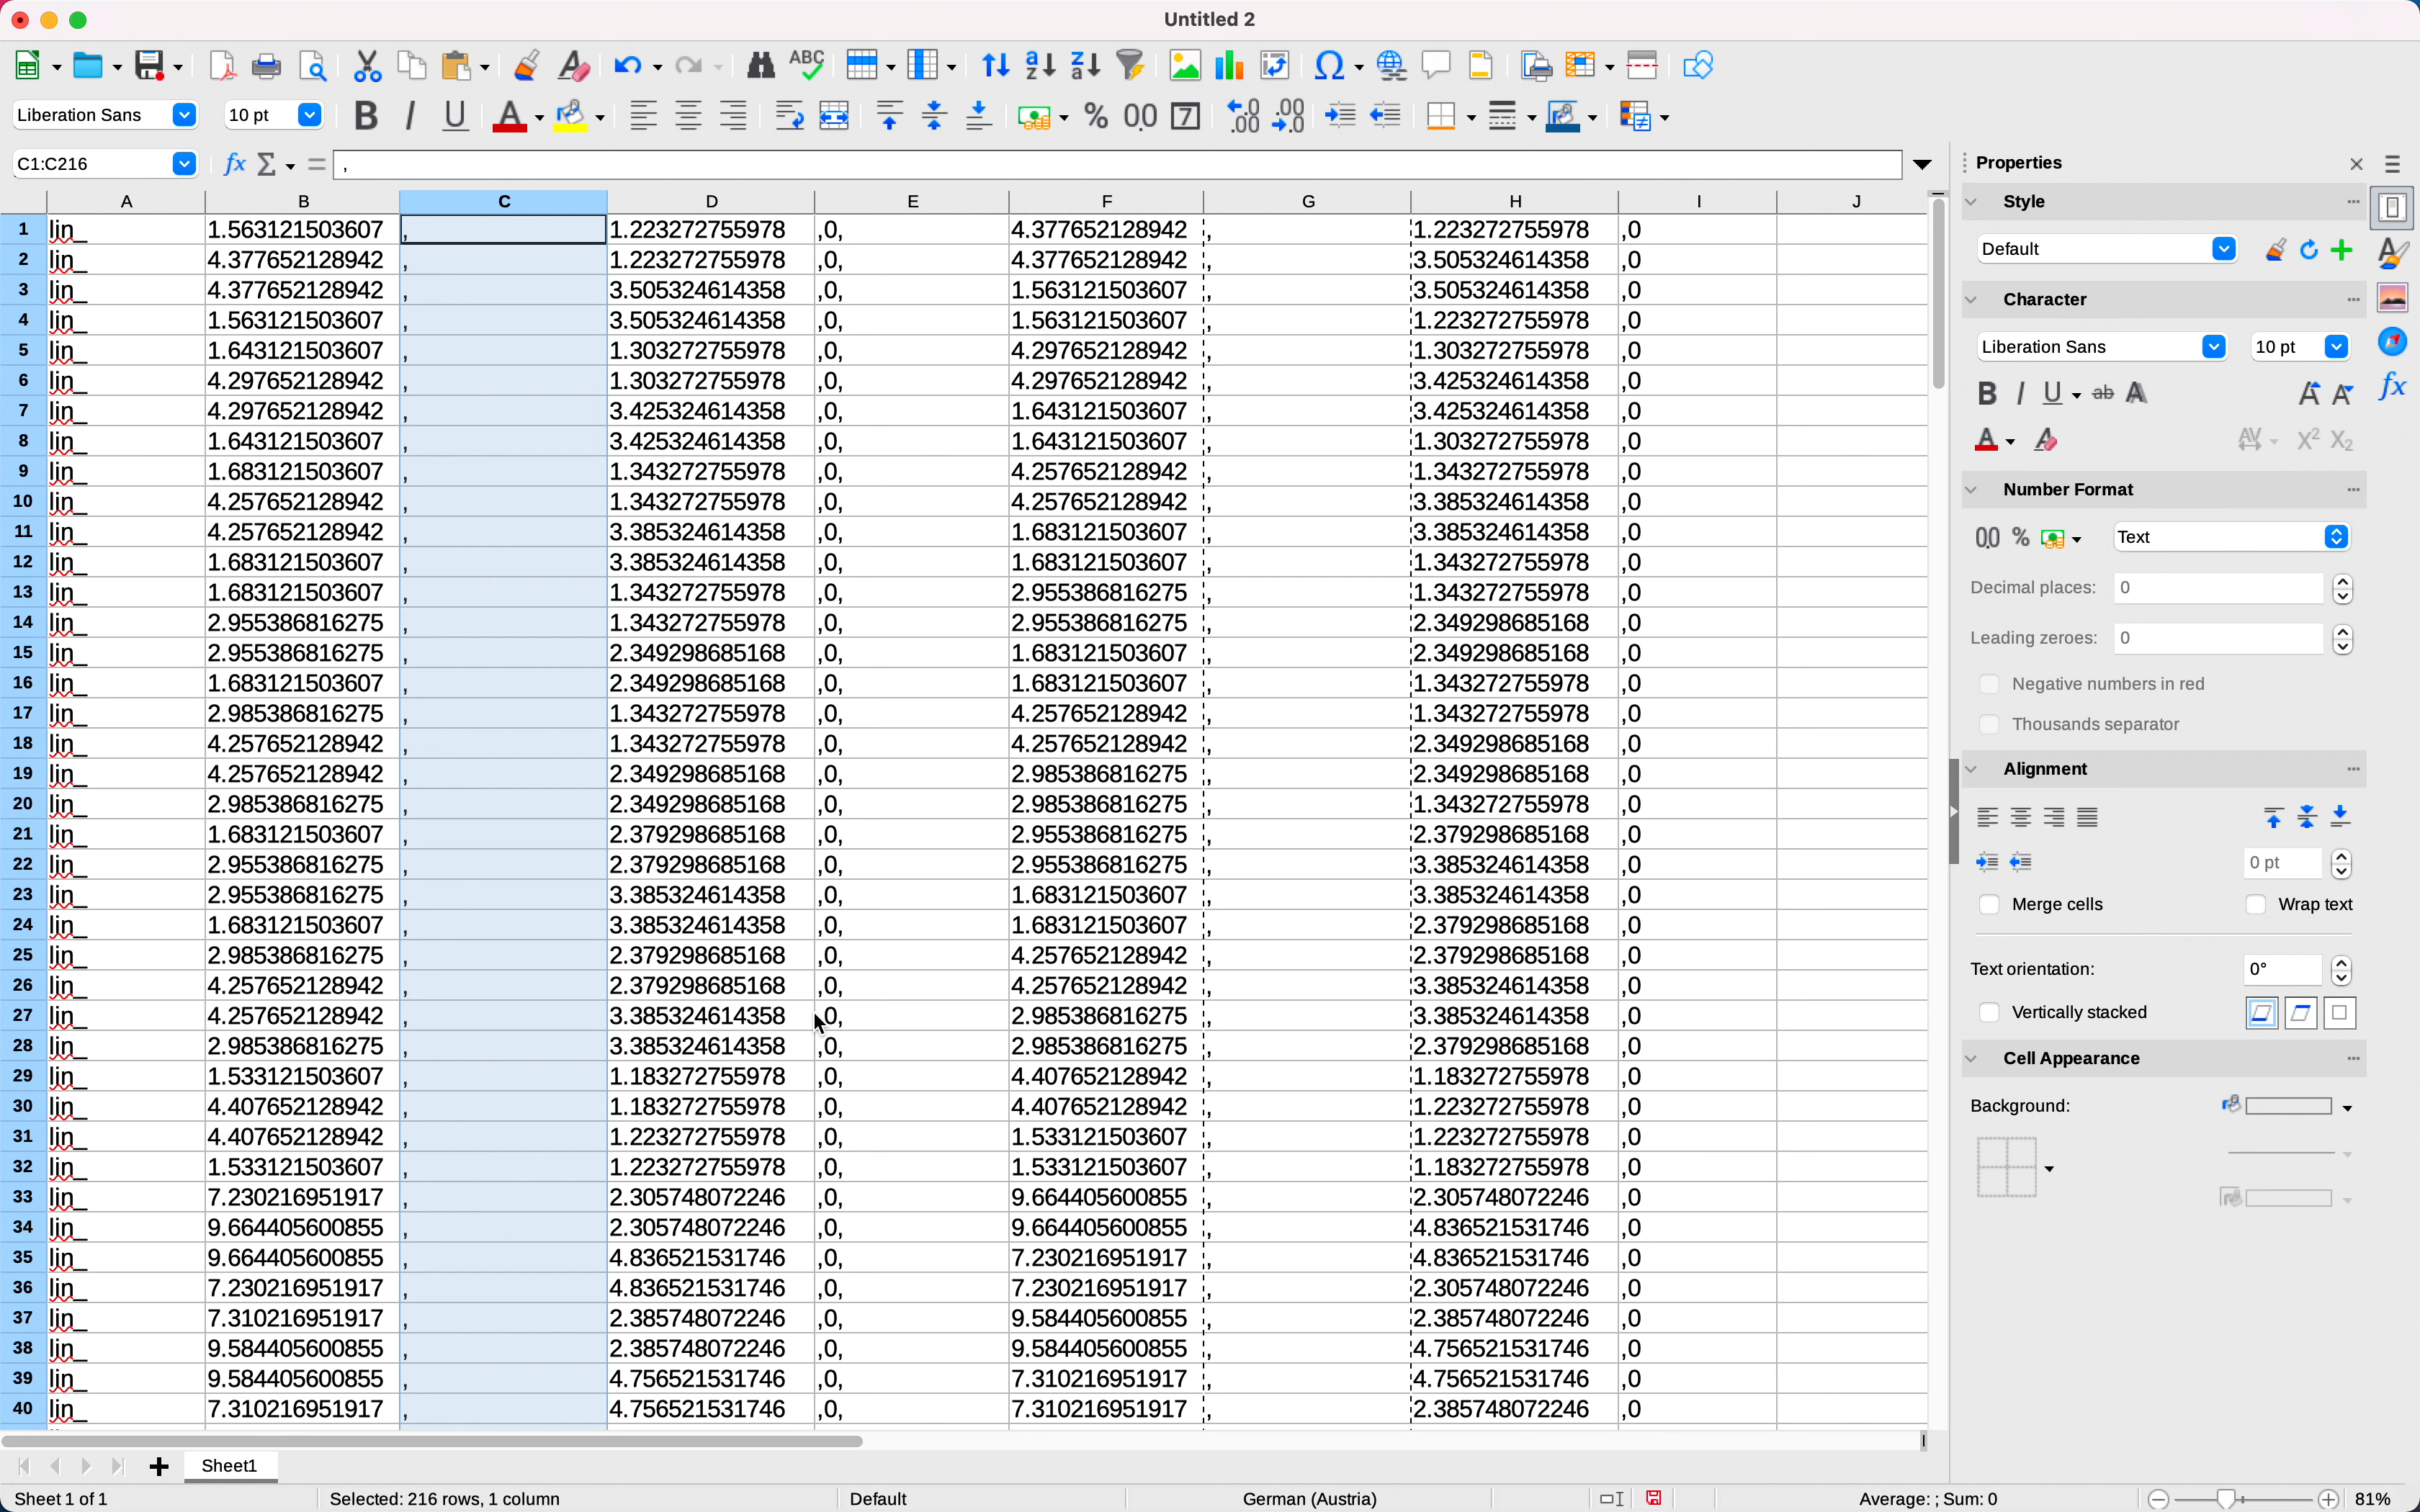 Untitled 2
Liberation Sans 10 pt
C1:C216 ,
A B C D E F G H I J
1 lin_ 1.563121503607 , 1.223272755978 ,0, 4.377652128942 , 1.223272755978 ,0
2 lin_ 4.377652128942 , 1.223272755978 ,0, 4.377652128942 , 3.505324614358 ,0
3 lin_ 4.377652128942 , 3.505324614358 ,0, 1.563121503607 , 3.505324614358 ,0
4 lin_ 1.563121503607 , 3.505324614358 ,0, 1.563121503607 , 1.223272755978 ,0
5 lin_ 1.643121503607 , 1.303272755978 ,0, 4.297652128942 , 1.303272755978 ,0
6 lin_ 4.297652128942 , 1.303272755978 ,0, 4.297652128942 , 3.425324614358 ,0
7 lin_ 4.297652128942 , 3.425324614358 ,0, 1.643121503607 , 3.425324614358 ,0
8 lin_ 1.643121503607 , 3.425324614358 ,0, 1.643121503607 , 1.303272755978 ,0
9 lin_ 1.683121503607 , 1.343272755978 ,0, 4.257652128942 , 1.343272755978 ,0
10 lin_ 4.257652128942 , 1.343272755978 ,0, 4.257652128942 , 3.385324614358 ,0
11 lin_ 4.257652128942 , 3.385324614358 ,0, 1.683121503607 , 3.385324614358 ,0
12 lin_ 1.683121503607 , 3.385324614358 ,0, 1.683121503607 , 1.343272755978 ,0
13 lin_ 1.683121503607 , 1.343272755978 ,0, 2.955386816275 , 1.343272755978 ,0
14 lin_ 2.955386816275 , 1.343272755978 ,0, 2.955386816275 , 2.349298685168 ,0
15 lin_ 2.955386816275 , 2.349298685168 ,0, 1.683121503607 , 2.349298685168 ,0
16 lin_ 1.683121503607 , 2.349298685168 ,0, 1.683121503607 , 1.343272755978 ,0
17 lin_ 2.985386816275 , 1.343272755978 ,0, 4.257652128942 , 1.343272755978 ,0
18 lin_ 4.257652128942 , 1.343272755978 ,0, 4.257652128942 , 2.349298685168 ,0
19 lin_ 4.257652128942 , 2.349298685168 ,0, 2.985386816275 , 2.349298685168 ,0
20 lin_ 2.985386816275 , 2.349298685168 ,0, 2.985386816275 , 1.343272755978 ,0
21 lin_ 1.683121503607 , 2.379298685168 ,0, 2.955386816275 , 2.379298685168 ,0
22 lin_ 2.955386816275 , 2.379298685168 ,0, 2.955386816275 , 3.385324614358 ,0
23 lin_ 2.955386816275 , 3.385324614358 ,0, 1.683121503607 , 3.385324614358 ,0
24 lin_ 1.683121503607 , 3.385324614358 ,0, 1.683121503607 , 2.379298685168 ,0
25 lin_ 2.985386816275 , 2.379298685168 ,0, 4.257652128942 , 2.379298685168 ,0
26 lin_ 4.257652128942 , 2.379298685168 ,0, 4.257652128942 , 3.385324614358 ,0
27 lin_ 4.257652128942 , 3.385324614358 ,0, 2.985386816275 , 3.385324614358 ,0
28 lin_ 2.985386816275 , 3.385324614358 ,0, 2.985386816275 , 2.379298685168 ,0
29 lin_ 1.533121503607 , 1.183272755978 ,0, 4.407652128942 , 1.183272755978 ,0
30 lin_ 4.407652128942 , 1.183272755978 ,0, 4.407652128942 , 1.223272755978 ,0
31 lin_ 4.407652128942 , 1.223272755978 ,0, 1.533121503607 , 1.223272755978 ,0
32 lin_ 1.533121503607 , 1.223272755978 ,0, 1.533121503607 , 1.183272755978 ,0
33 lin_ 7.230216951917 , 2.305748072246 ,0, 9.664405600855 , 2.305748072246 ,0
34 lin_ 9.664405600855 , 2.305748072246 ,0, 9.664405600855 , 4.836521531746 ,0
35 lin_ 9.664405600855 , 4.836521531746 ,0, 7.230216951917 , 4.836521531746 ,0
36 lin_ 7.230216951917 , 4.836521531746 ,0, 7.230216951917 , 2.305748072246 ,0
37 lin_ 7.310216951917 , 2.385748072246 ,0, 9.584405600855 , 2.385748072246 ,0
38 lin_ 9.584405600855 , 2.385748072246 ,0, 9.584405600855 , 4.756521531746 ,0
39 lin_ 9.584405600855 , 4.756521531746 ,0, 7.310216951917 , 4.756521531746 ,0
40 lin_ 7.310216951917 , 4.756521531746 ,0, 7.310216951917 , 2.385748072246 ,0
Sheet1
Sheet 1 of 1 Selected: 216 rows, 1 column Default German (Austria) Average: ; Sum: 0 81%
Properties
Style
Default
Character
Liberation Sans 10 pt
Number Format
Text
Decimal places: 0
Leading zeroes: 0
Negative numbers in red
Thousands separator
Alignment
0 pt
Merge cells Wrap text
Text orientation: 0°
Vertically stacked
Cell Appearance
Background: